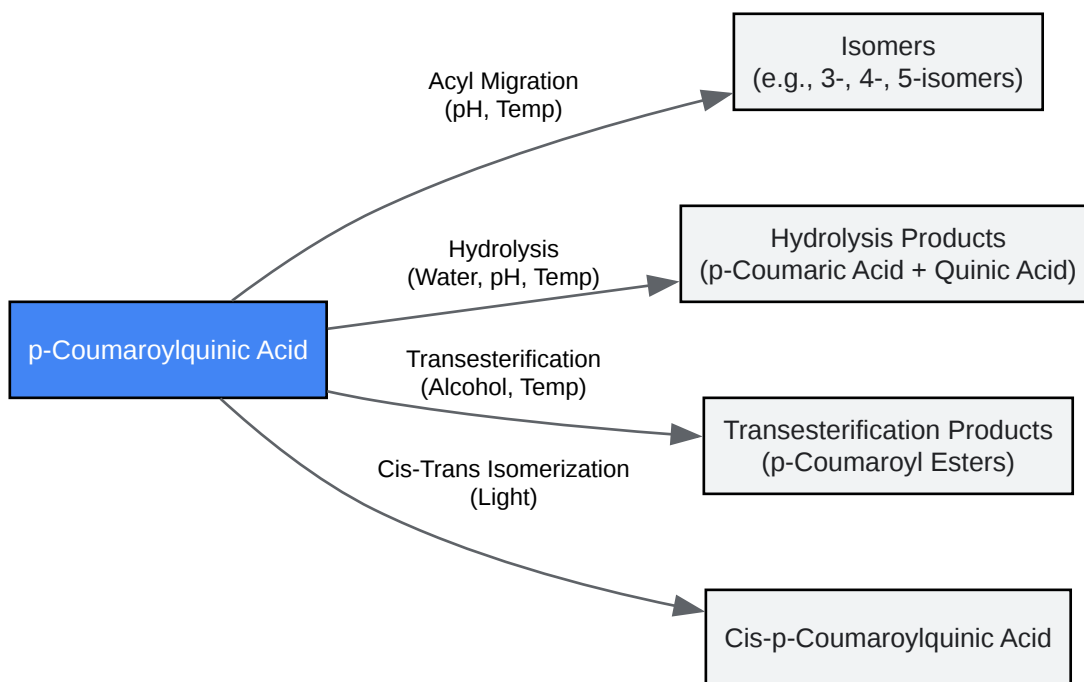 Isomers
(e.g., 3-, 4-, 5-isomers)
Acyl Migration
(pH, Temp)
Hydrolysis Products
(p-Coumaric Acid + Quinic Acid)
Hydrolysis
(Water, pH, Temp)
p-Coumaroylquinic Acid
Transesterification
(Alcohol, Temp)
Transesterification Products
(p-Coumaroyl Esters)
Cis-Trans Isomerization
(Light)
Cis-p-Coumaroylquinic Acid